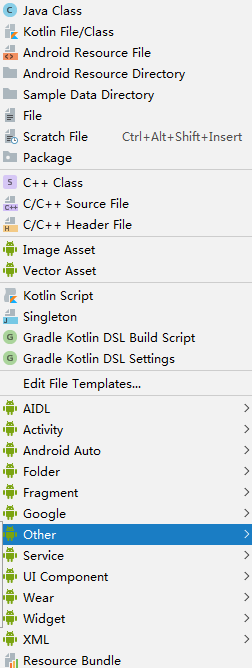 Java Class
Kotlin File/Class
Android Resource File
Android Resource Directory
Sample Data Directory
File
Scratch File Ctrl+Alt+Shift+Insert
Package
S C++ Class
C++ C/C++ Source File
H C/C++ Header File
Image Asset
Vector Asset
Kotlin Script
Singleton
G Gradle Kotlin DSL Build Script
G Gradle Kotlin DSL Settings
Edit File Templates...
AIDL
Activity
Android Auto
Folder
Fragment
Google
Other
Service
UI Component
Wear
Widget
XML
Resource Bundle